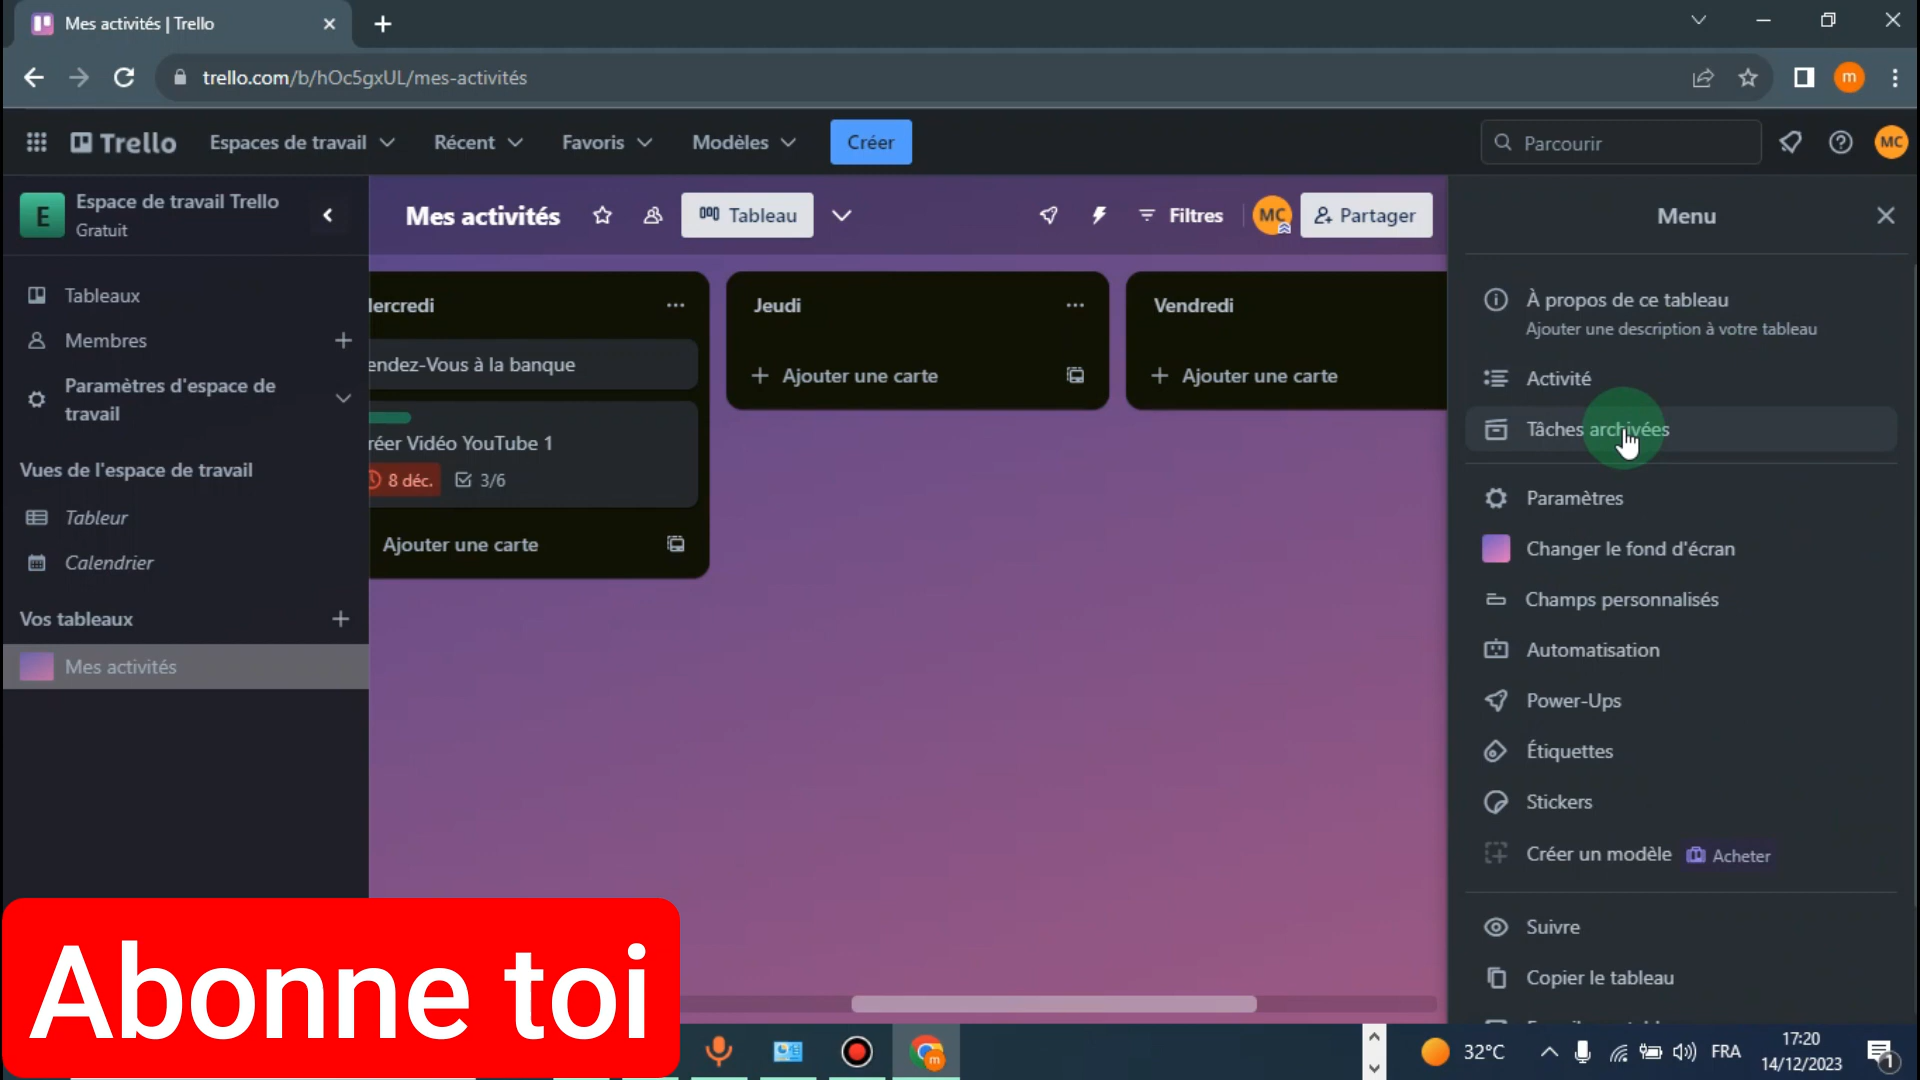 Mes activités | Trello
trello.com/b/hOc5gxUL/mes-activités
m
Trello
Espaces de travail
Récent
Favoris
Modèles
Créer
Parcourir
MC
E
Espace de travail Trello
Gratuit
Mes activités
Tableau
Filtres
MC
Partager
Menu
Tableaux
Membres
Paramètres d'espace de
travail
Vues de l'espace de travail
Tableur
Calendrier
Vos tableaux
Mes activités
ercredi
endez-Vous à la banque
réer Vidéo YouTube 1
8 déc.
3/6
Ajouter une carte
Jeudi
Ajouter une carte
Vendredi
Ajouter une carte
À propos de ce tableau
Ajouter une description à votre tableau
Activité
Tâches archivées
Paramètres
Changer le fond d'écran
Champs personnalisés
Automatisation
Power-Ups
Étiquettes
Stickers
Créer un modèle
Acheter
Suivre
Copier le tableau
Abonne toi
m
32°C
FRA
17:20
14/12/2023
1